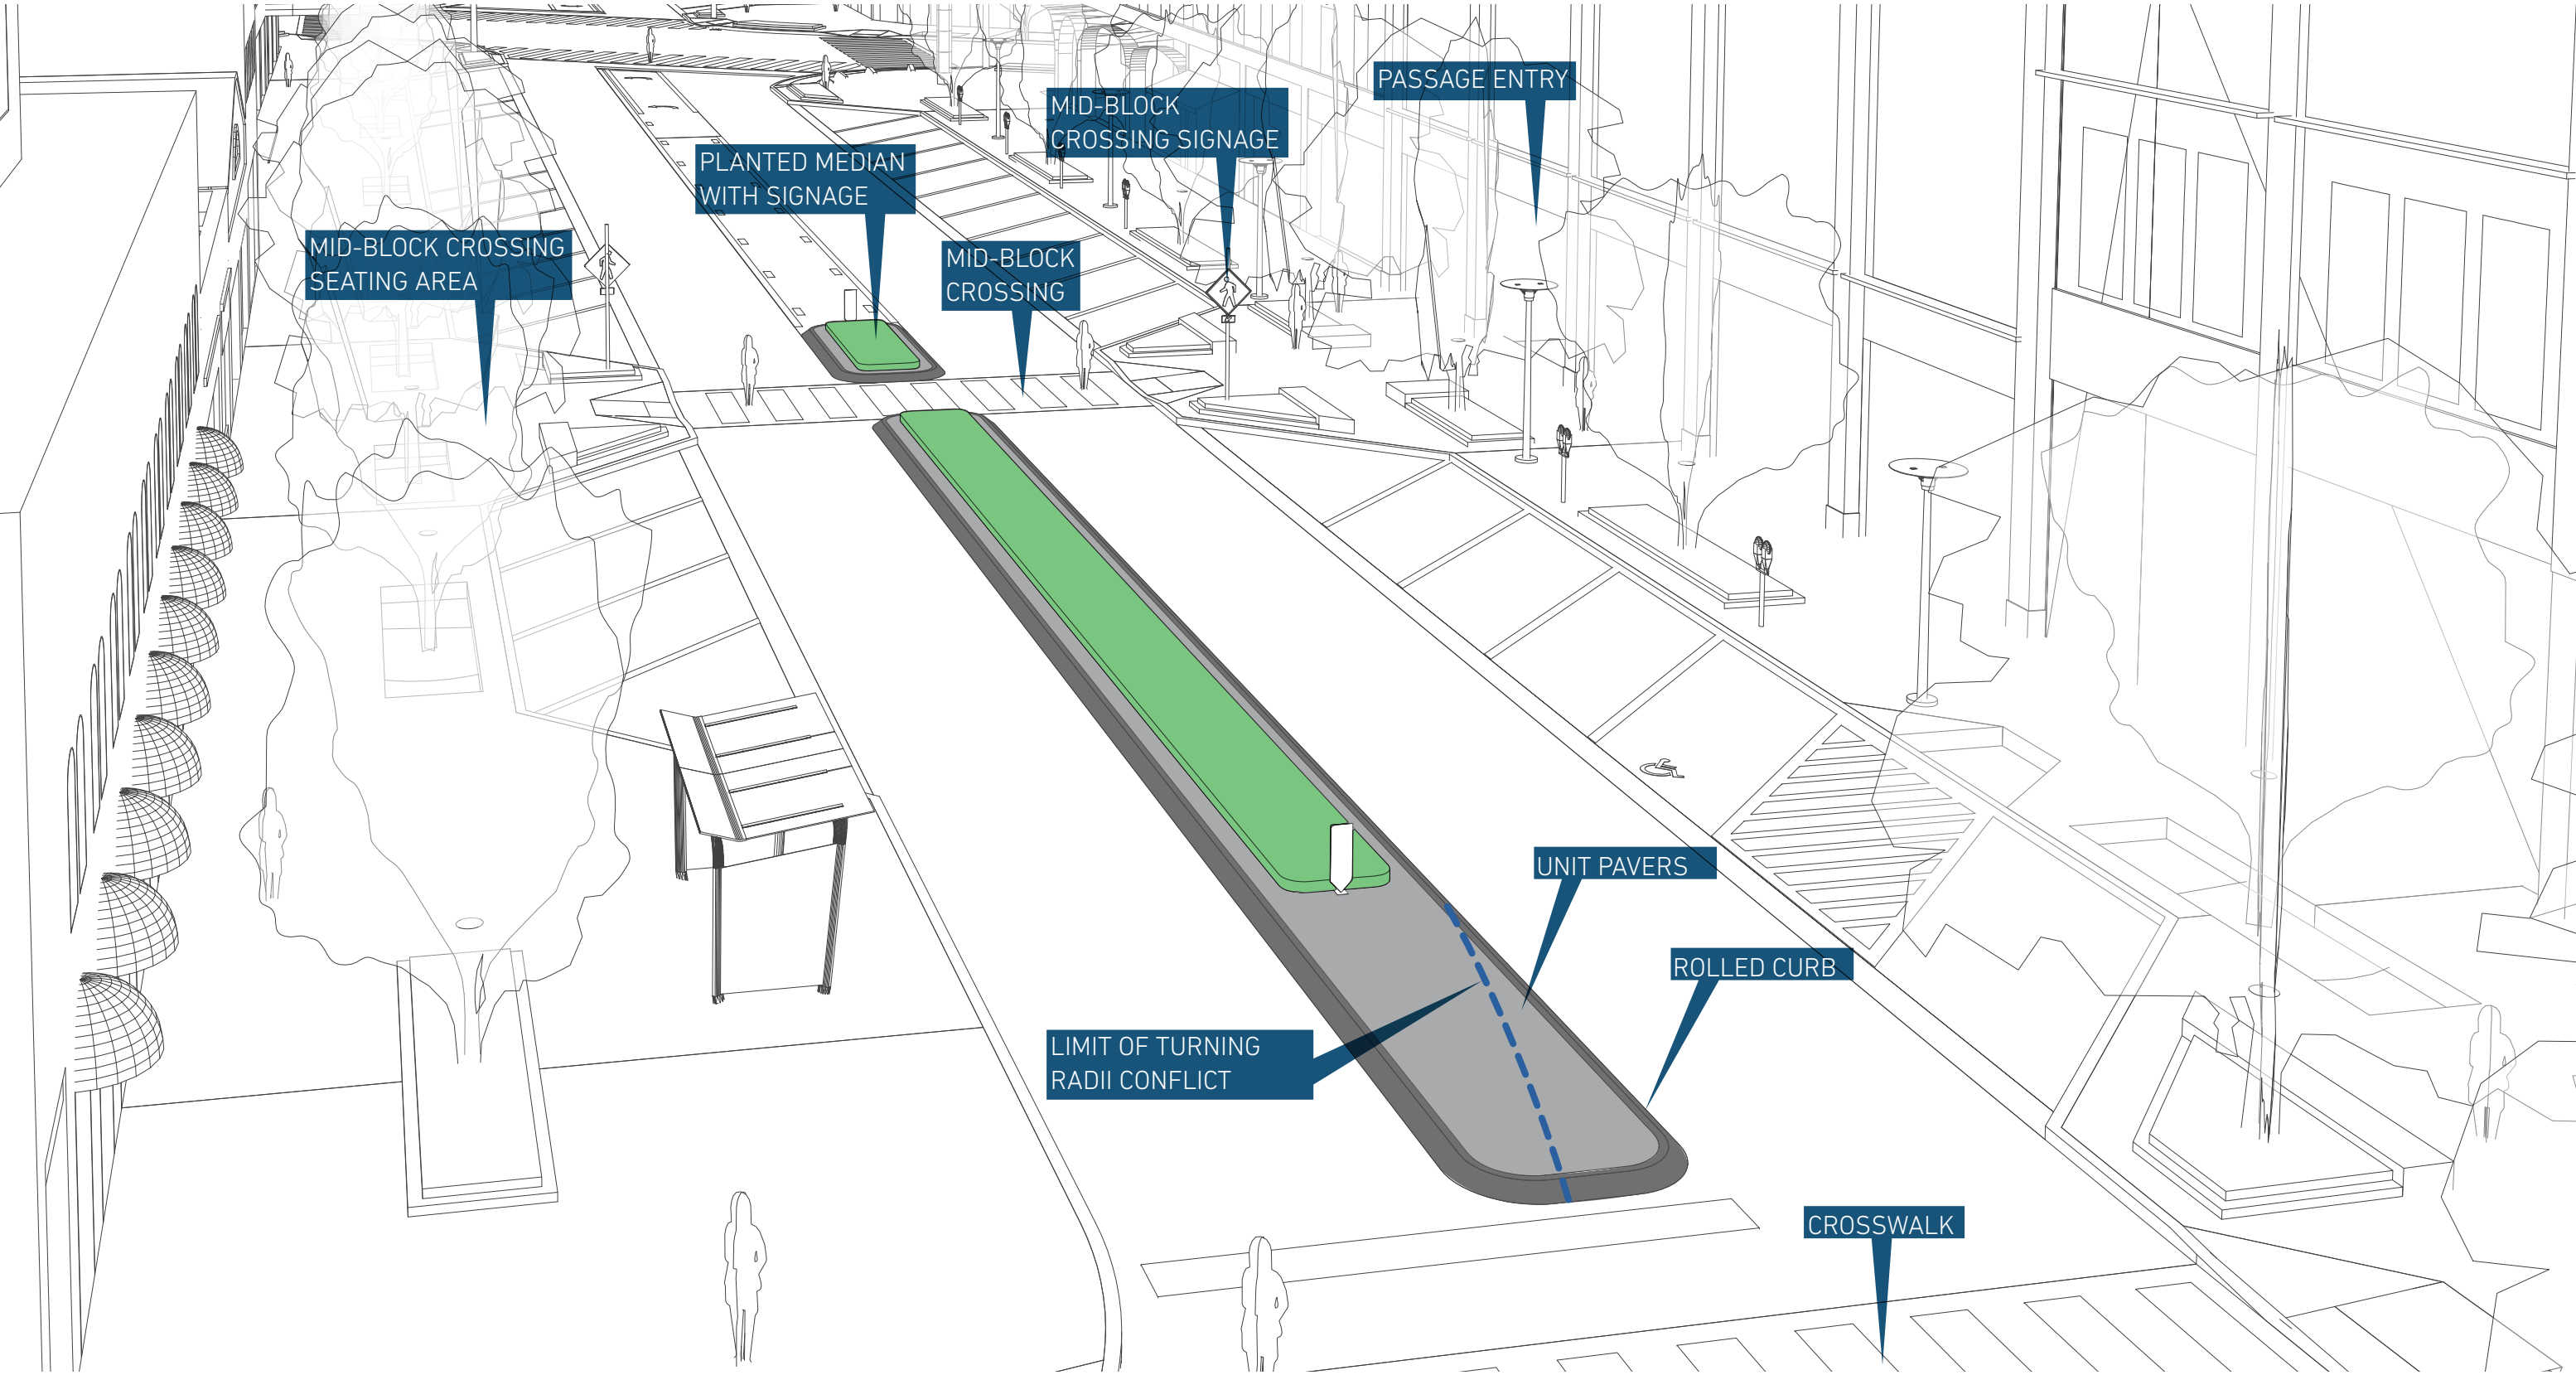 PASSAGE ENTRY
MID-BLOCK
CROSSING SIGNAGE
PLANTED MEDIAN
WITH SIGNAGE
MID-BLOCK CROSSING
SEATING AREA
MID-BLOCK
CROSSING
UNIT PAVERS
ROLLED CURB
LIMIT OF TURNING
RADII CONFLICT
CROSSWALK